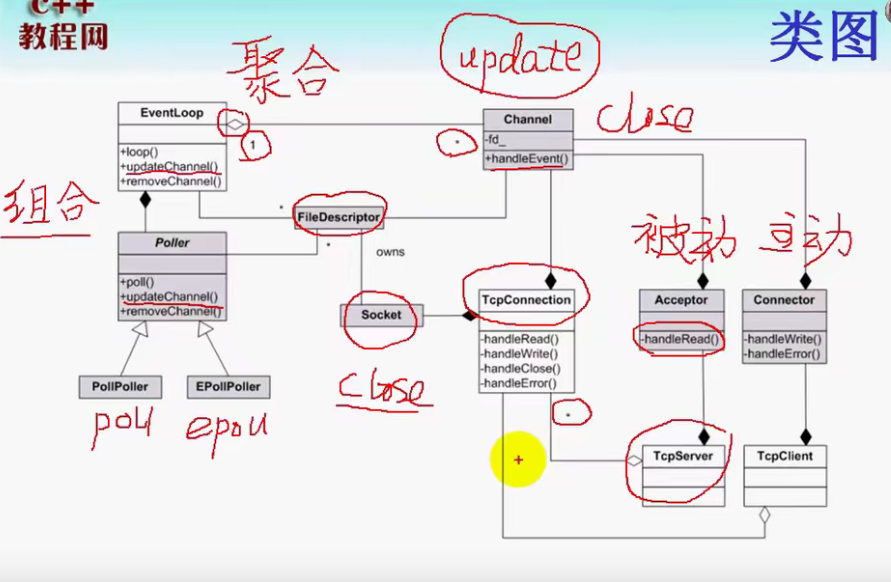 c++
教程网
类图
聚合
update
EventLoop
+loop()
+updateChannel()
+removeChannel()
1
*
Channel
-fd_
+handleEvent()
close
组合
*
FileDescriptor
被动
主动
Poller
+poll()
+updateChannel()
+removeChannel()
*
owns
Socket
TcpConnection
-handleRead()
-handleWrite()
-handleClose()
-handleError()
Acceptor
-handleRead()
Connector
-handleWrite()
-handleError()
PollPoller
EPollPoller
close
poll
epoll
*
TcpServer
TcpClient